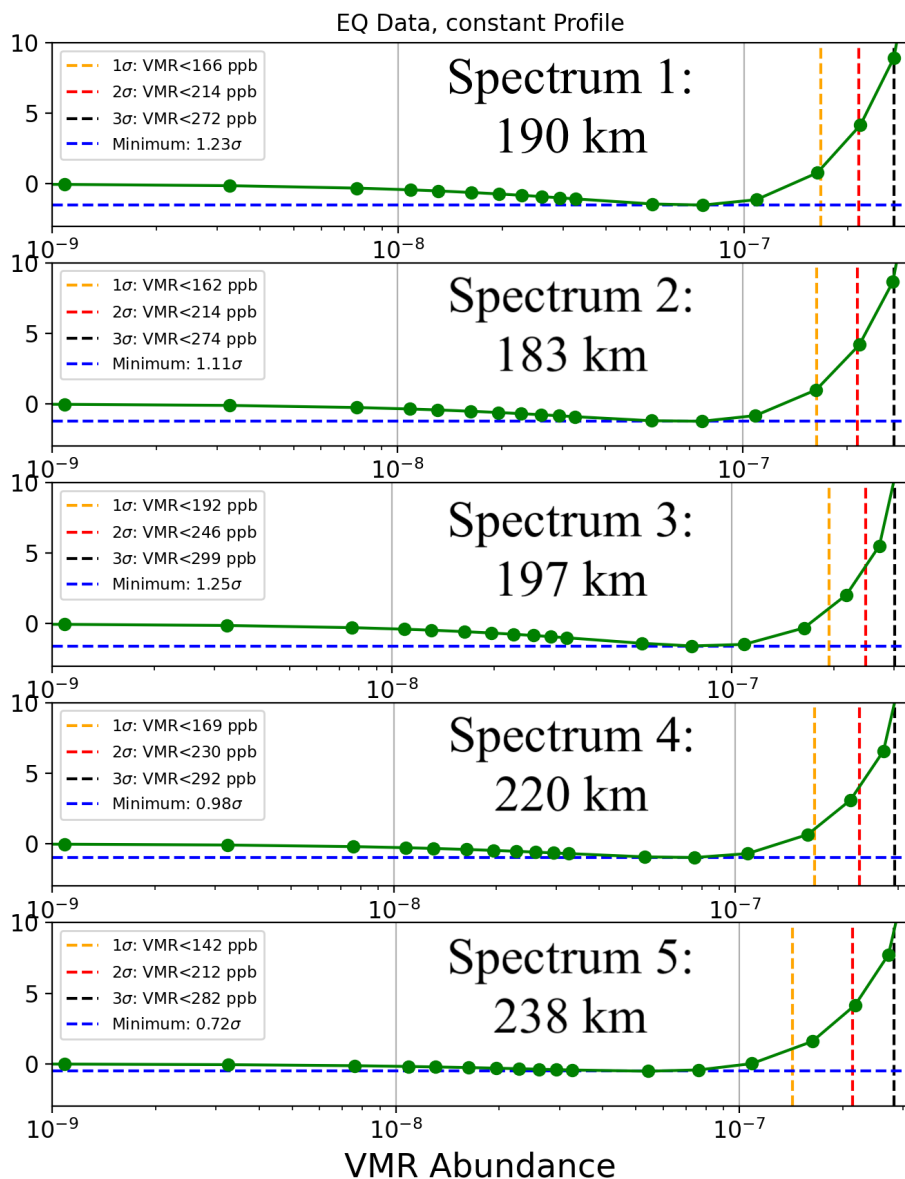 EQ Data, constant Profile
10
5
0
1σ: VMR<166 ppb
2σ: VMR<214 ppb
3σ: VMR<272 ppb
Minimum: 1.23σ
Spectrum 1:
190 km
10⁻⁹
10⁻⁸
10⁻⁷
10
5
0
1σ: VMR<162 ppb
2σ: VMR<214 ppb
3σ: VMR<274 ppb
Minimum: 1.11σ
Spectrum 2:
183 km
10⁻⁹
10⁻⁸
10⁻⁷
10
5
0
1σ: VMR<192 ppb
2σ: VMR<246 ppb
3σ: VMR<299 ppb
Minimum: 1.25σ
Spectrum 3:
197 km
10⁻⁹
10⁻⁸
10⁻⁷
10
5
0
1σ: VMR<169 ppb
2σ: VMR<230 ppb
3σ: VMR<292 ppb
Minimum: 0.98σ
Spectrum 4:
220 km
10⁻⁹
10⁻⁸
10⁻⁷
10
5
0
1σ: VMR<142 ppb
2σ: VMR<212 ppb
3σ: VMR<282 ppb
Minimum: 0.72σ
Spectrum 5:
238 km
10⁻⁹
10⁻⁸
10⁻⁷
VMR Abundance